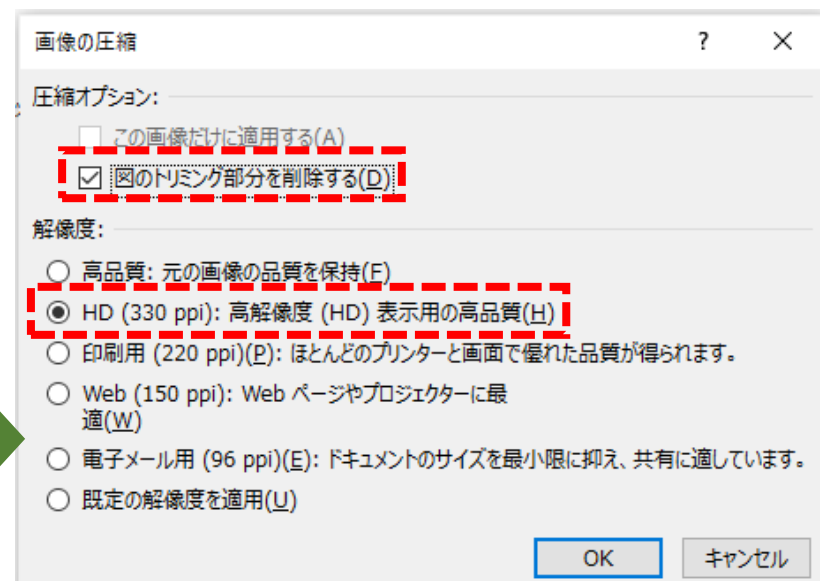 画像の圧縮 ? ×
圧縮オプション:
この画像だけに適用する(A)
図のトリミング部分を削除する(D)
解像度:
高品質: 元の画像の品質を保持(F)
HD (330 ppi): 高解像度 (HD) 表示用の高品質(H)
印刷用 (220 ppi)(P): ほとんどのプリンターと画面で優れた品質が得られます。
Web (150 ppi): Web ページやプロジェクターに最
適(W)
電子メール用 (96 ppi)(E): ドキュメントのサイズを最小限に抑え、共有に適しています。
既定の解像度を適用(U)
OK キャンセル